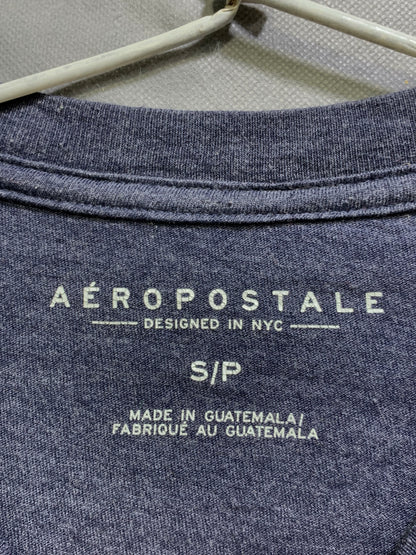 AÉROPOSTALE
DESIGNED IN NYC
S/P
MADE IN GUATEMALA/
FABRIQUÉ AU GUATEMALA